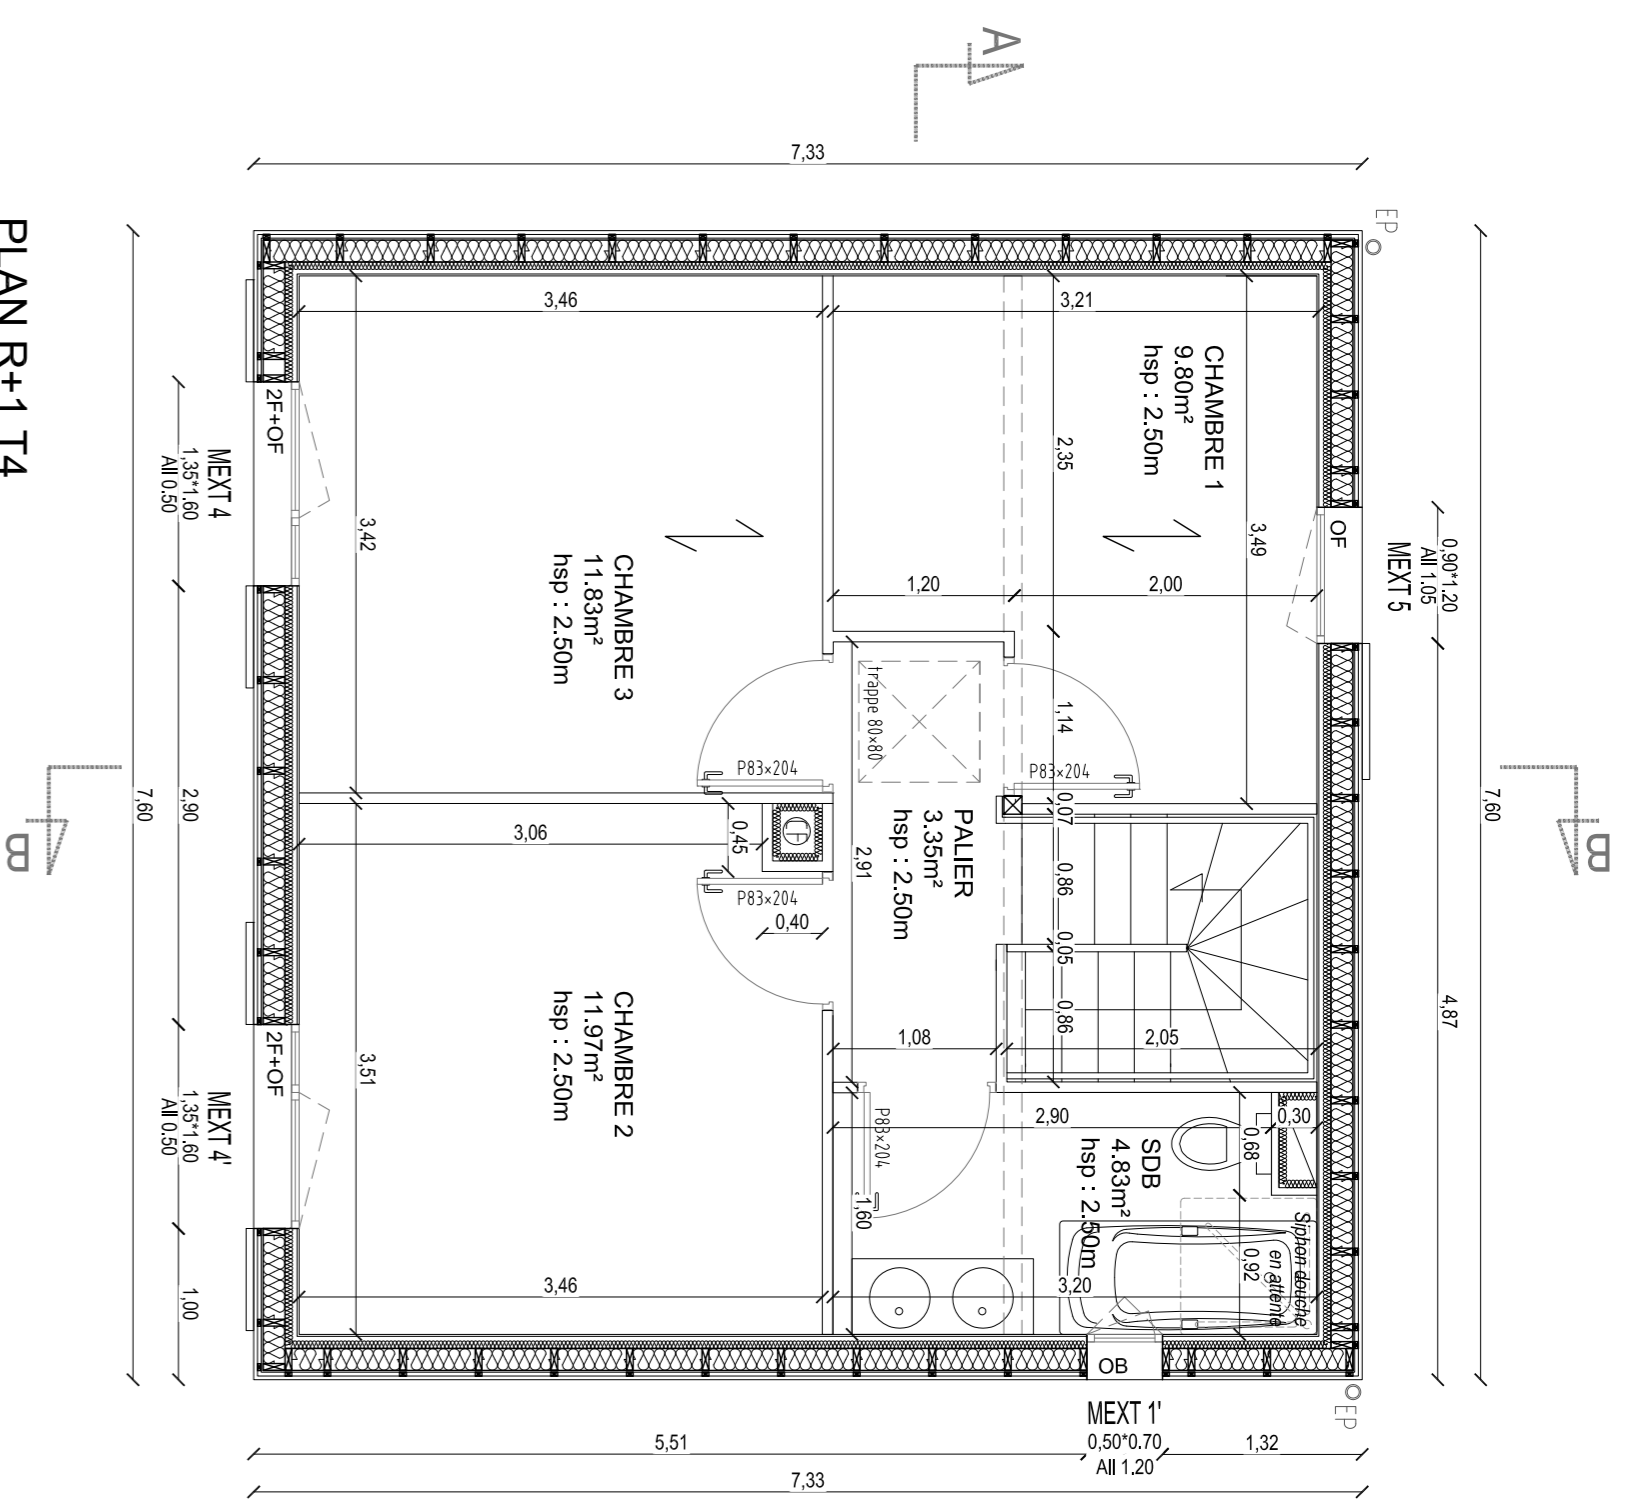 A
7,33
EP
7,60
3,46
3,21
CHAMBRE 1
9.80m²
hsp : 2.50m
2,35
3,49
OF
0,90*1.20
All 1.05
MEXT 5
4,87
PLAN R+1 T4
2F+OF
MEXT 4
1,35*1.60
All 0.50
3,42
CHAMBRE 3
11.83m²
hsp : 2.50m
1,20
2,00
trappe 80×80
1,14
P83×204
P83×204
B
B
7,60
2,90
3,06
0,45
2,91
PALIER
3.35m²
hsp : 2.50m
0,07
0,86
0,05
0,86
P83×204
0,40
CHAMBRE 2
11.97m²
hsp : 2.50m
1,08
2,05
2F+OF
MEXT 4'
1,35*1.60
All 0.50
3,51
2,90
0,30
P83×204
0,68
SDB
4.83m²
hsp : 2.50m
1,60
Siphon douche
en attente
0,92
3,46
3,20
1,00
OB
EP
MEXT 1'
0,50*0.70
All 1.20
5,51
1,32
7,33